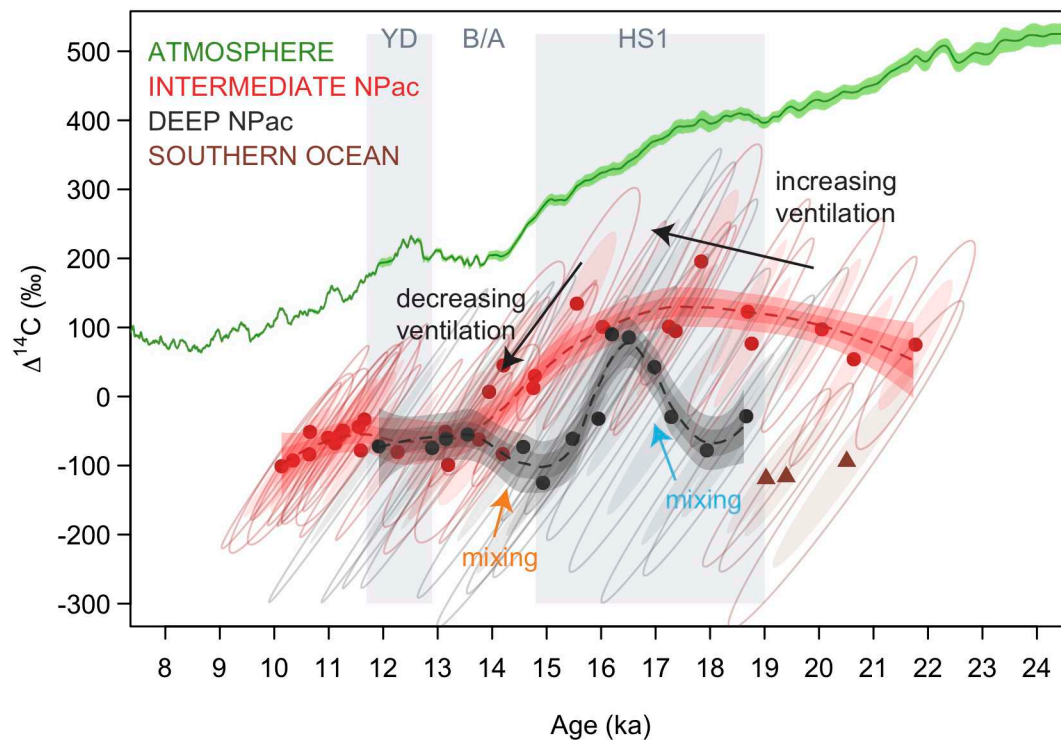 YD B/A HS1
ATMOSPHERE
INTERMEDIATE NPac
DEEP NPac
SOUTHERN OCEAN
increasing
ventilation
decreasing
ventilation
mixing
mixing
500
400
300
200
100
0
-100
-200
-300
Δ¹⁴C (‰)
8 9 10 11 12 13 14 15 16 17 18 19 20 21 22 23 24
Age (ka)